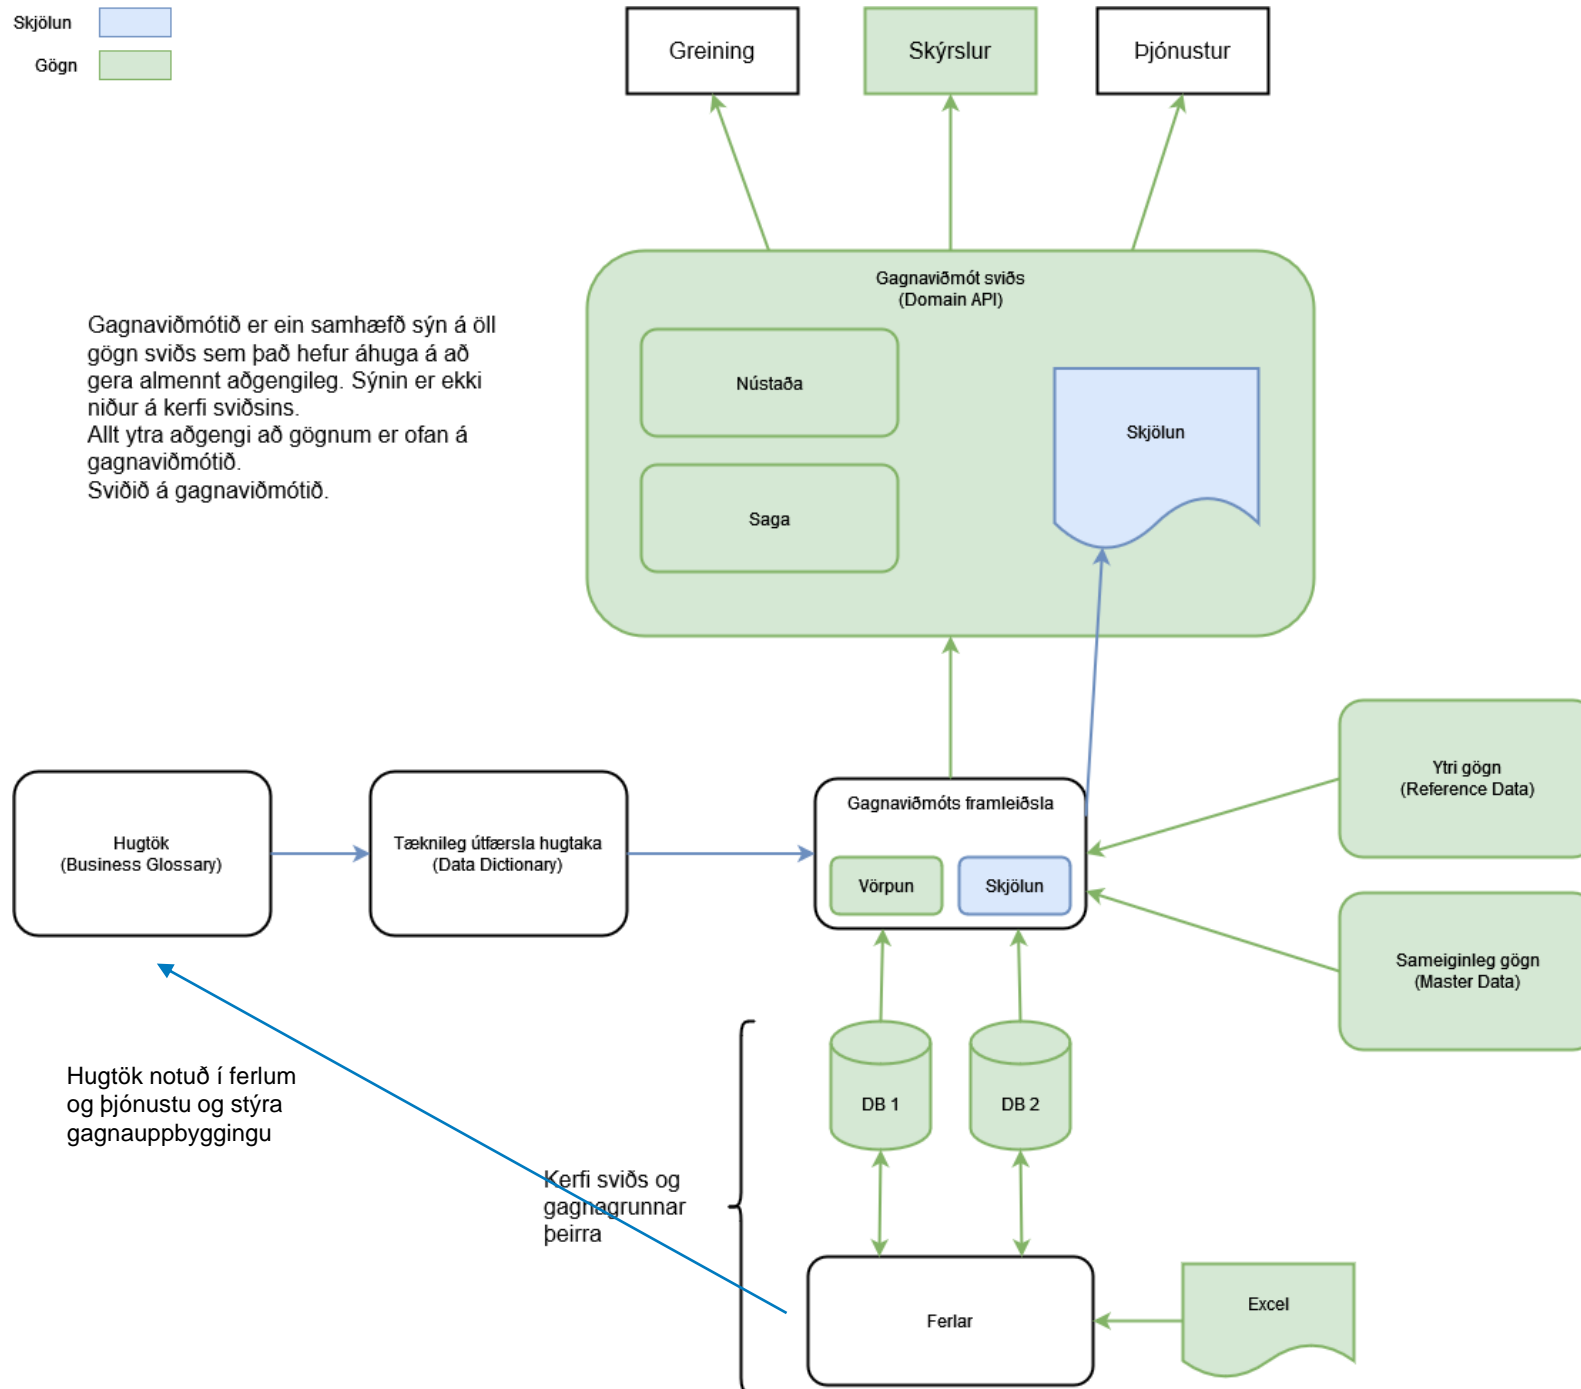 Skjölun
Gögn
Greining
Skýrslur
Þjónustur
Gagnaviðmót sviðs
(Domain API)
Gagnaviðmótið er ein samhæfð sýn á öll
gögn sviðs sem það hefur áhuga á að
gera almennt aðgengileg. Sýnin er ekki
niður á kerfi sviðsins.
Allt ytra aðgengi að gögnum er ofan á
gagnaviðmótið.
Sviðið á gagnaviðmótið.
Nústaða
Saga
Skjölun
Ytri gögn
(Reference Data)
Hugtök
(Business Glossary)
Tæknileg útfærsla hugtaka
(Data Dictionary)
Gagnaviðmóts framleiðsla
Vörpun
Skjölun
Sameiginleg gögn
(Master Data)
DB 1
DB 2
Hugtök notuð í ferlum
og þjónustu og stýra
gagnauppbyggingu
Kerfi sviðs og
gagnagrunnar
þeirra
Ferlar
Excel